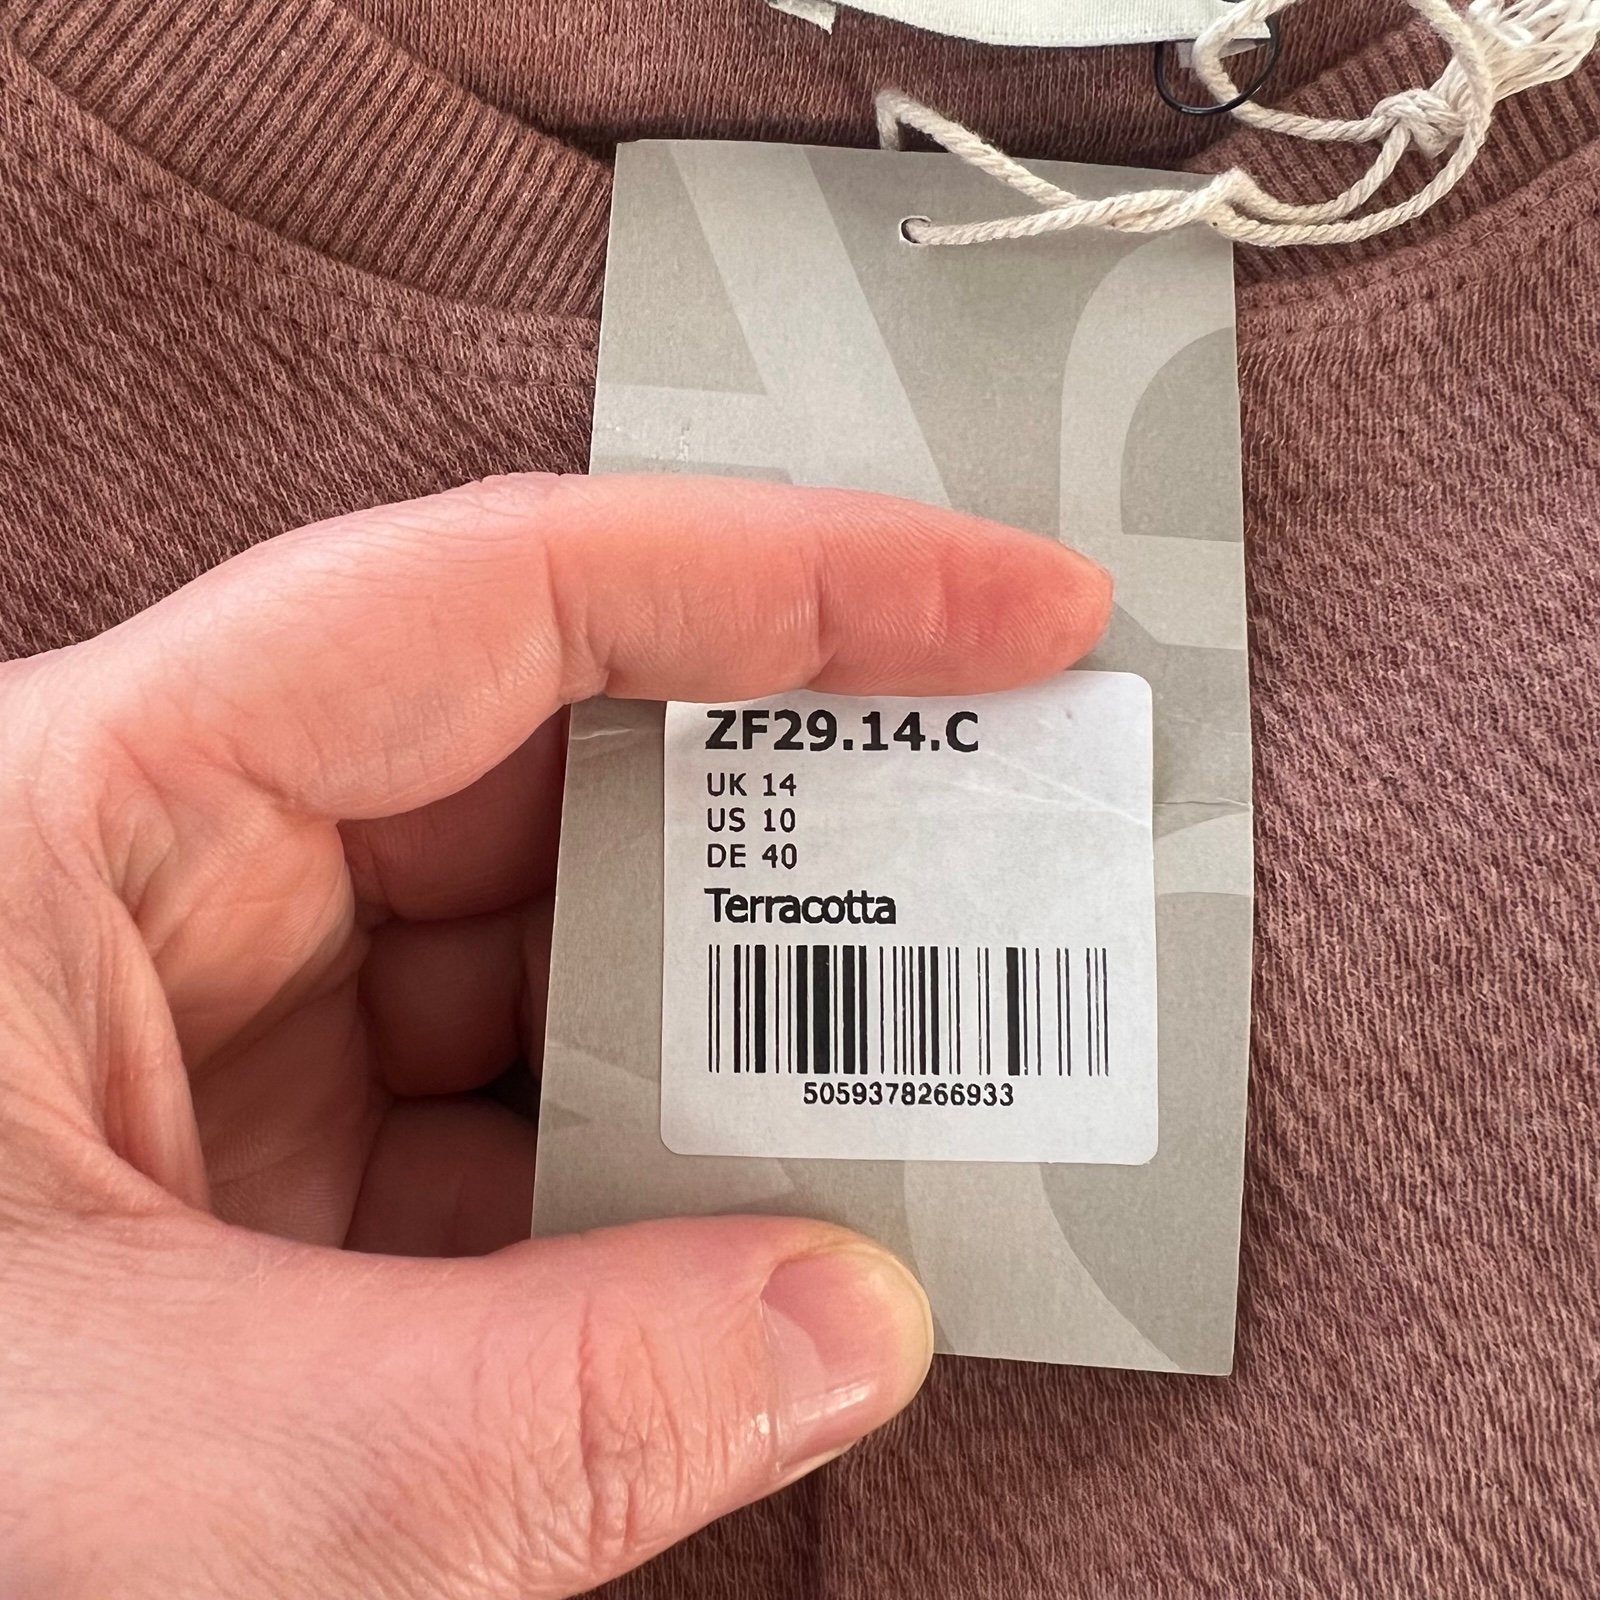 ZF29.14.C
UK 14
US 10
DE 40
Terracotta
5059378266933